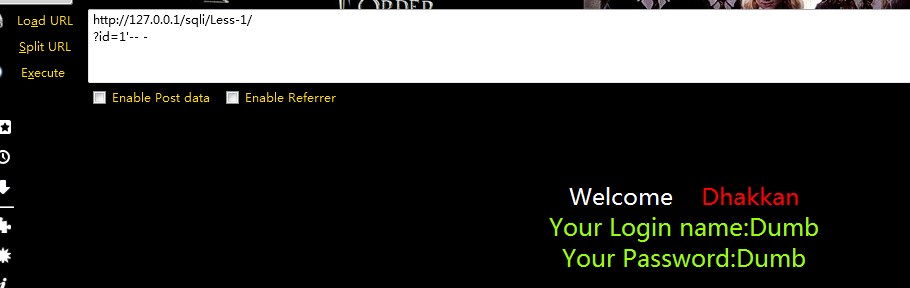 ORDER
Load URL
http://127.0.0.1/sqli/Less-1/
?id=1'-- -
Split URL
Execute
Enable Post data Enable Referrer
Welcome Dhakkan
Your Login name:Dumb
Your Password:Dumb